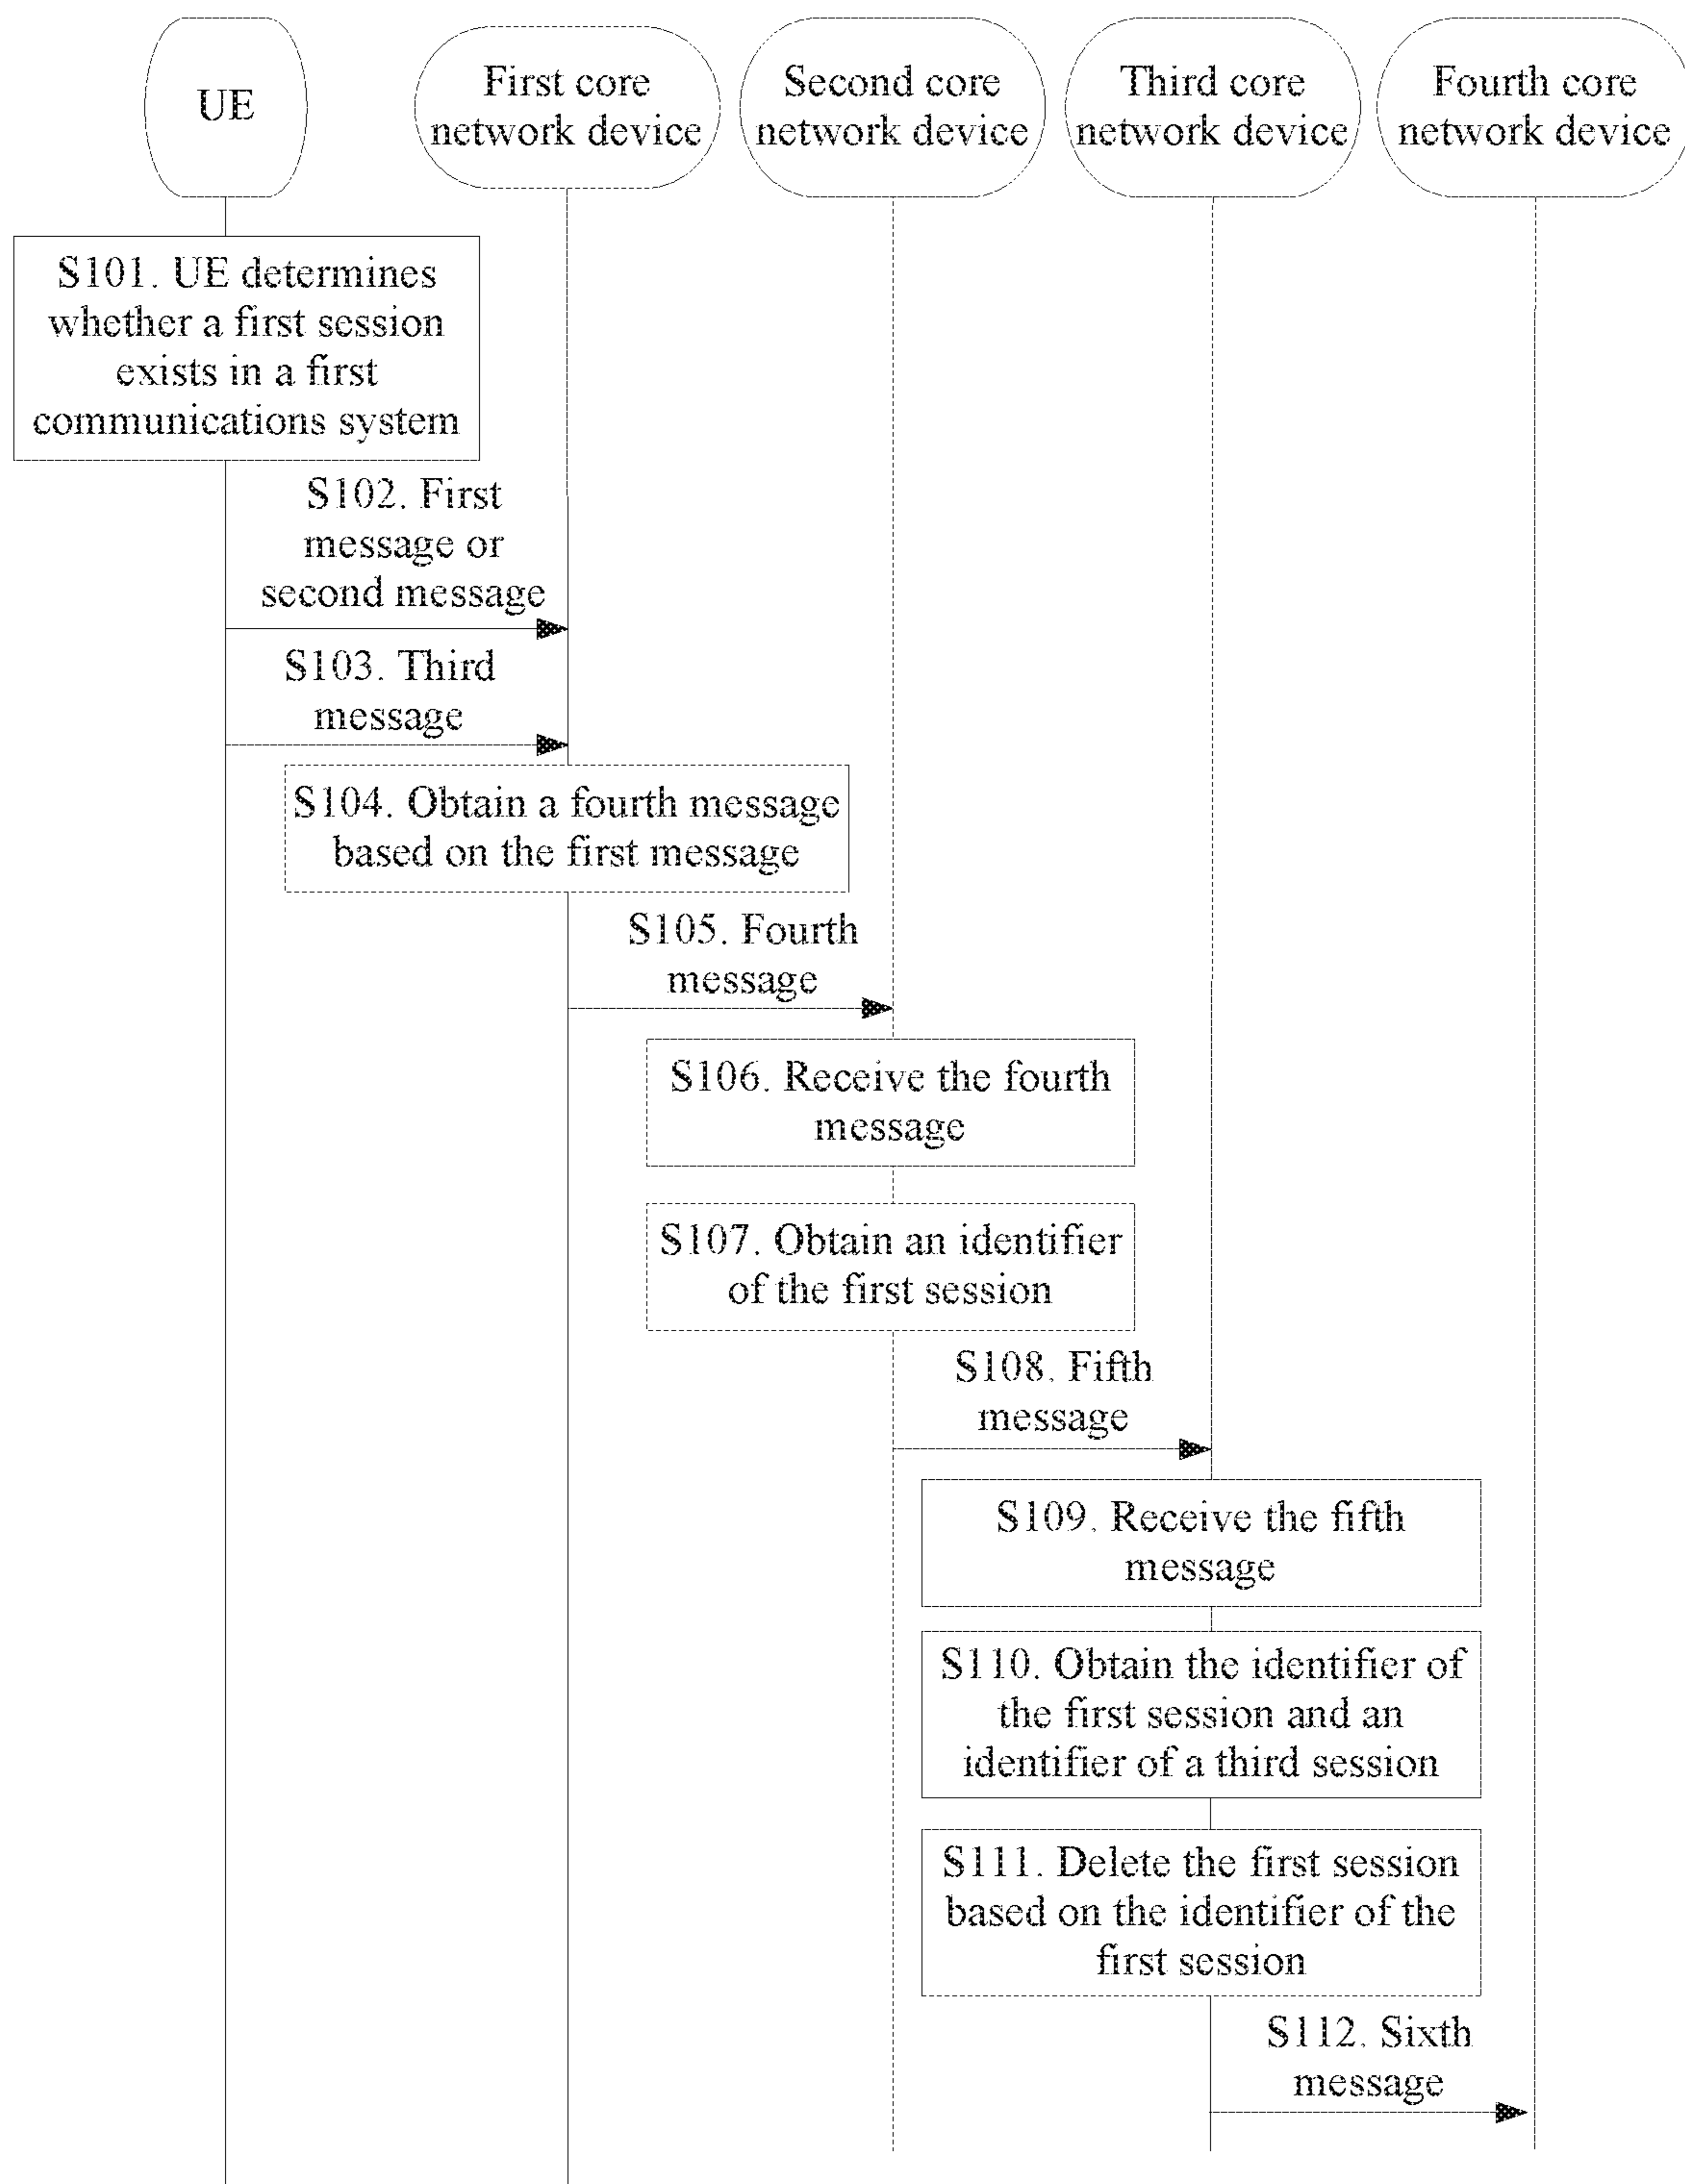 UE
First core
network device
Second core
network device
Third core
network device
Fourth core
network device
S101. UE determines
whether a first session
exists in a first
communications system
S102. First
message or
second message
S103. Third
message
S104. Obtain a fourth message
based on the first message
S105. Fourth
message
S106. Receive the fourth
message
S107. Obtain an identifier
of the first session
S108. Fifth
message
S109. Receive the fifth
message
S110. Obtain the identifier of
the first session and an
identifier of a third session
S111. Delete the first session
based on the identifier of the
first session
S112. Sixth
message